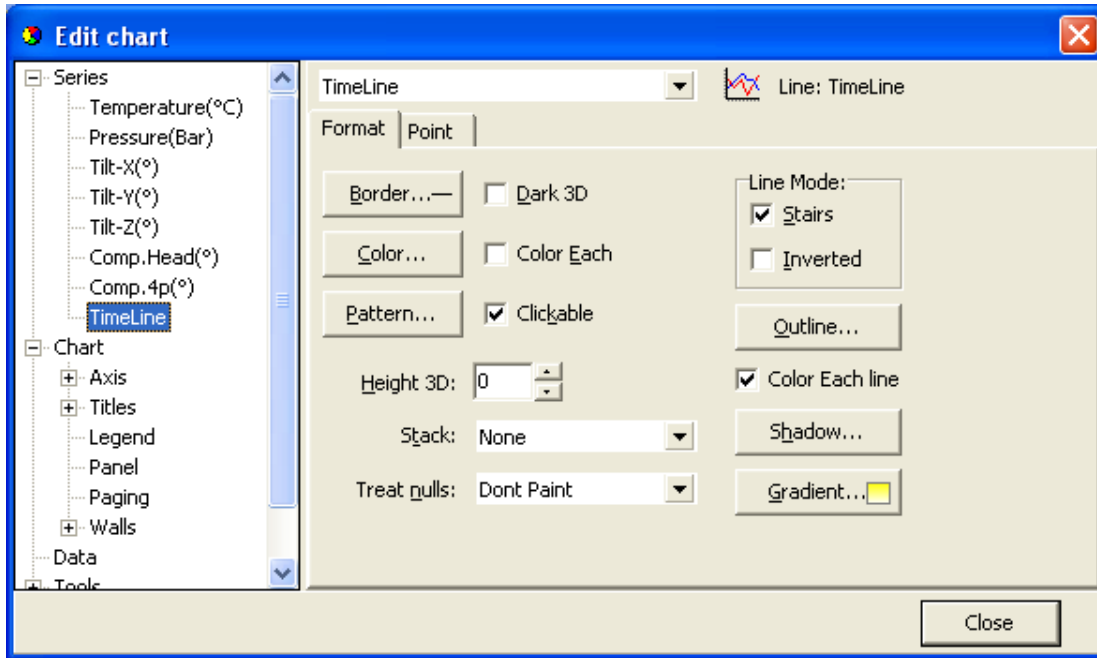 Edit chart
Series
Temperature(°C)
Pressure(Bar)
Tilt-X(°)
Tilt-Y(°)
Tilt-Z(°)
Comp.Head(°)
Comp.4p(°)
TimeLine
Chart
Axis
Titles
Legend
Panel
Paging
Walls
Data
Tools
TimeLine
Line: TimeLine
Format Point
Border...
Dark 3D
Color...
Color Each
Pattern...
Clickable
Height 3D: 0
Stack: None
Treat nulls: Dont Paint
Line Mode:
Stairs
Inverted
Outline...
Color Each line
Shadow...
Gradient...
Close